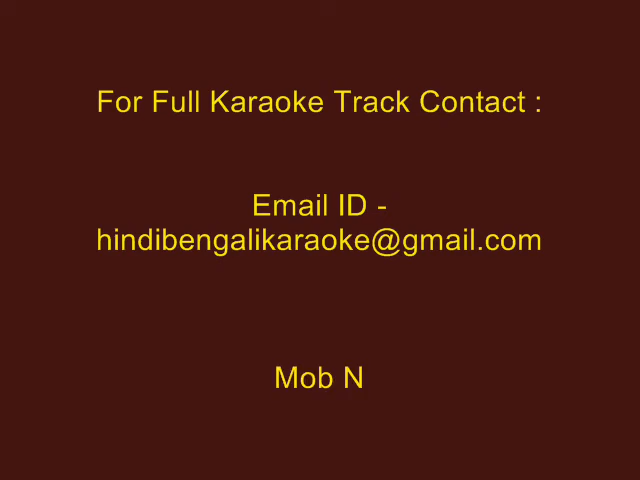 For Full Karaoke Track Contact :
Email ID -
hindibengalikaraoke@gmail.com
Mob N